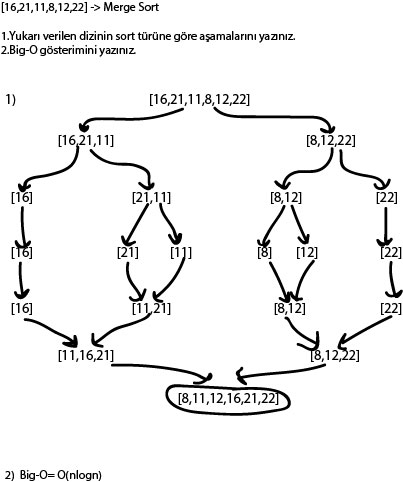 [16,21,11,8,12,22] -> Merge Sort
1.Yukarı verilen dizinin sort türüne göre aşamalarını yazınız.
2.Big-O gösterimini yazınız.
1) [16,21,11,8,12,22]
[16,21,11] [8,12,22]
[16] [21,11] [8,12] [22]
[16] [21] [11] [8] [12] [22]
[16] [11,21] [8,12] [22]
[11,16,21] [8,12,22]
[8,11,12,16,21,22]
2) Big-O= O(nlogn)